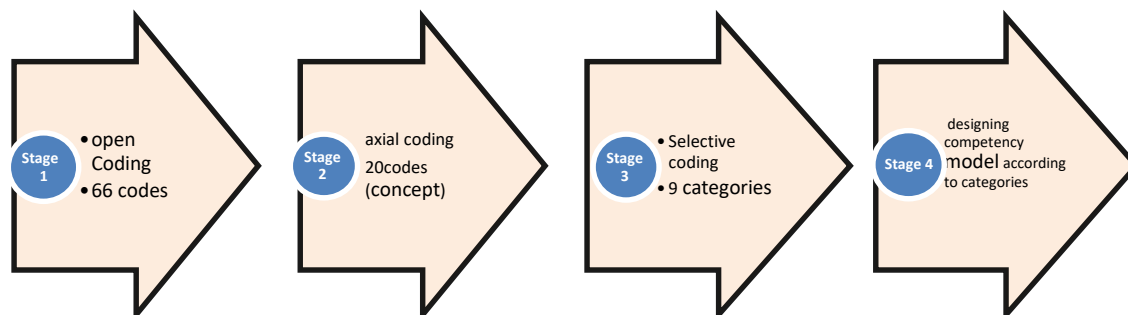 Stage
1
• open
Coding
• 66 codes
Stage
2
axial coding
20codes
(concept)
Stage
3
• Selective
coding
• 9 categories
Stage 4
designing
competency
model according
to categories